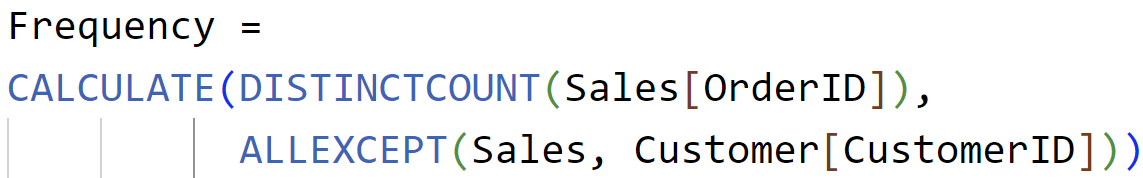 Frequency =
CALCULATE(DISTINCTCOUNT(Sales[OrderID]),
ALLEXCEPT(Sales, Customer[CustomerID]))